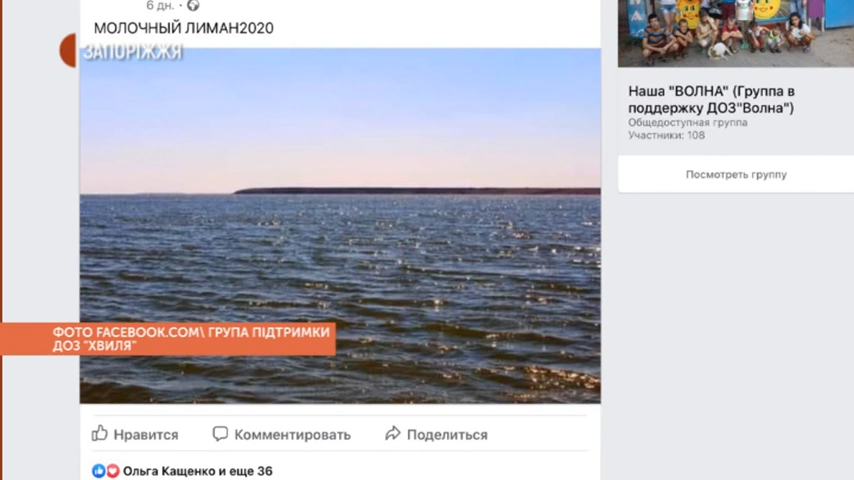 6 дн. ·
МОЛОЧНЫЙ ЛИМАН2020
ЗАПОРІЖЖЯ
ФОТО FACEBOOK.COM\ ГРУПА ПІДТРИМКИ
ДОЗ "ХВИЛЯ"
Нравится
Комментировать
Поделиться
Ольга Кащенко и еще 36
Наша "ВОЛНА" (Группа в
поддержку ДОЗ"Волна")
Общедоступная группа
Участники: 108
Посмотреть группу